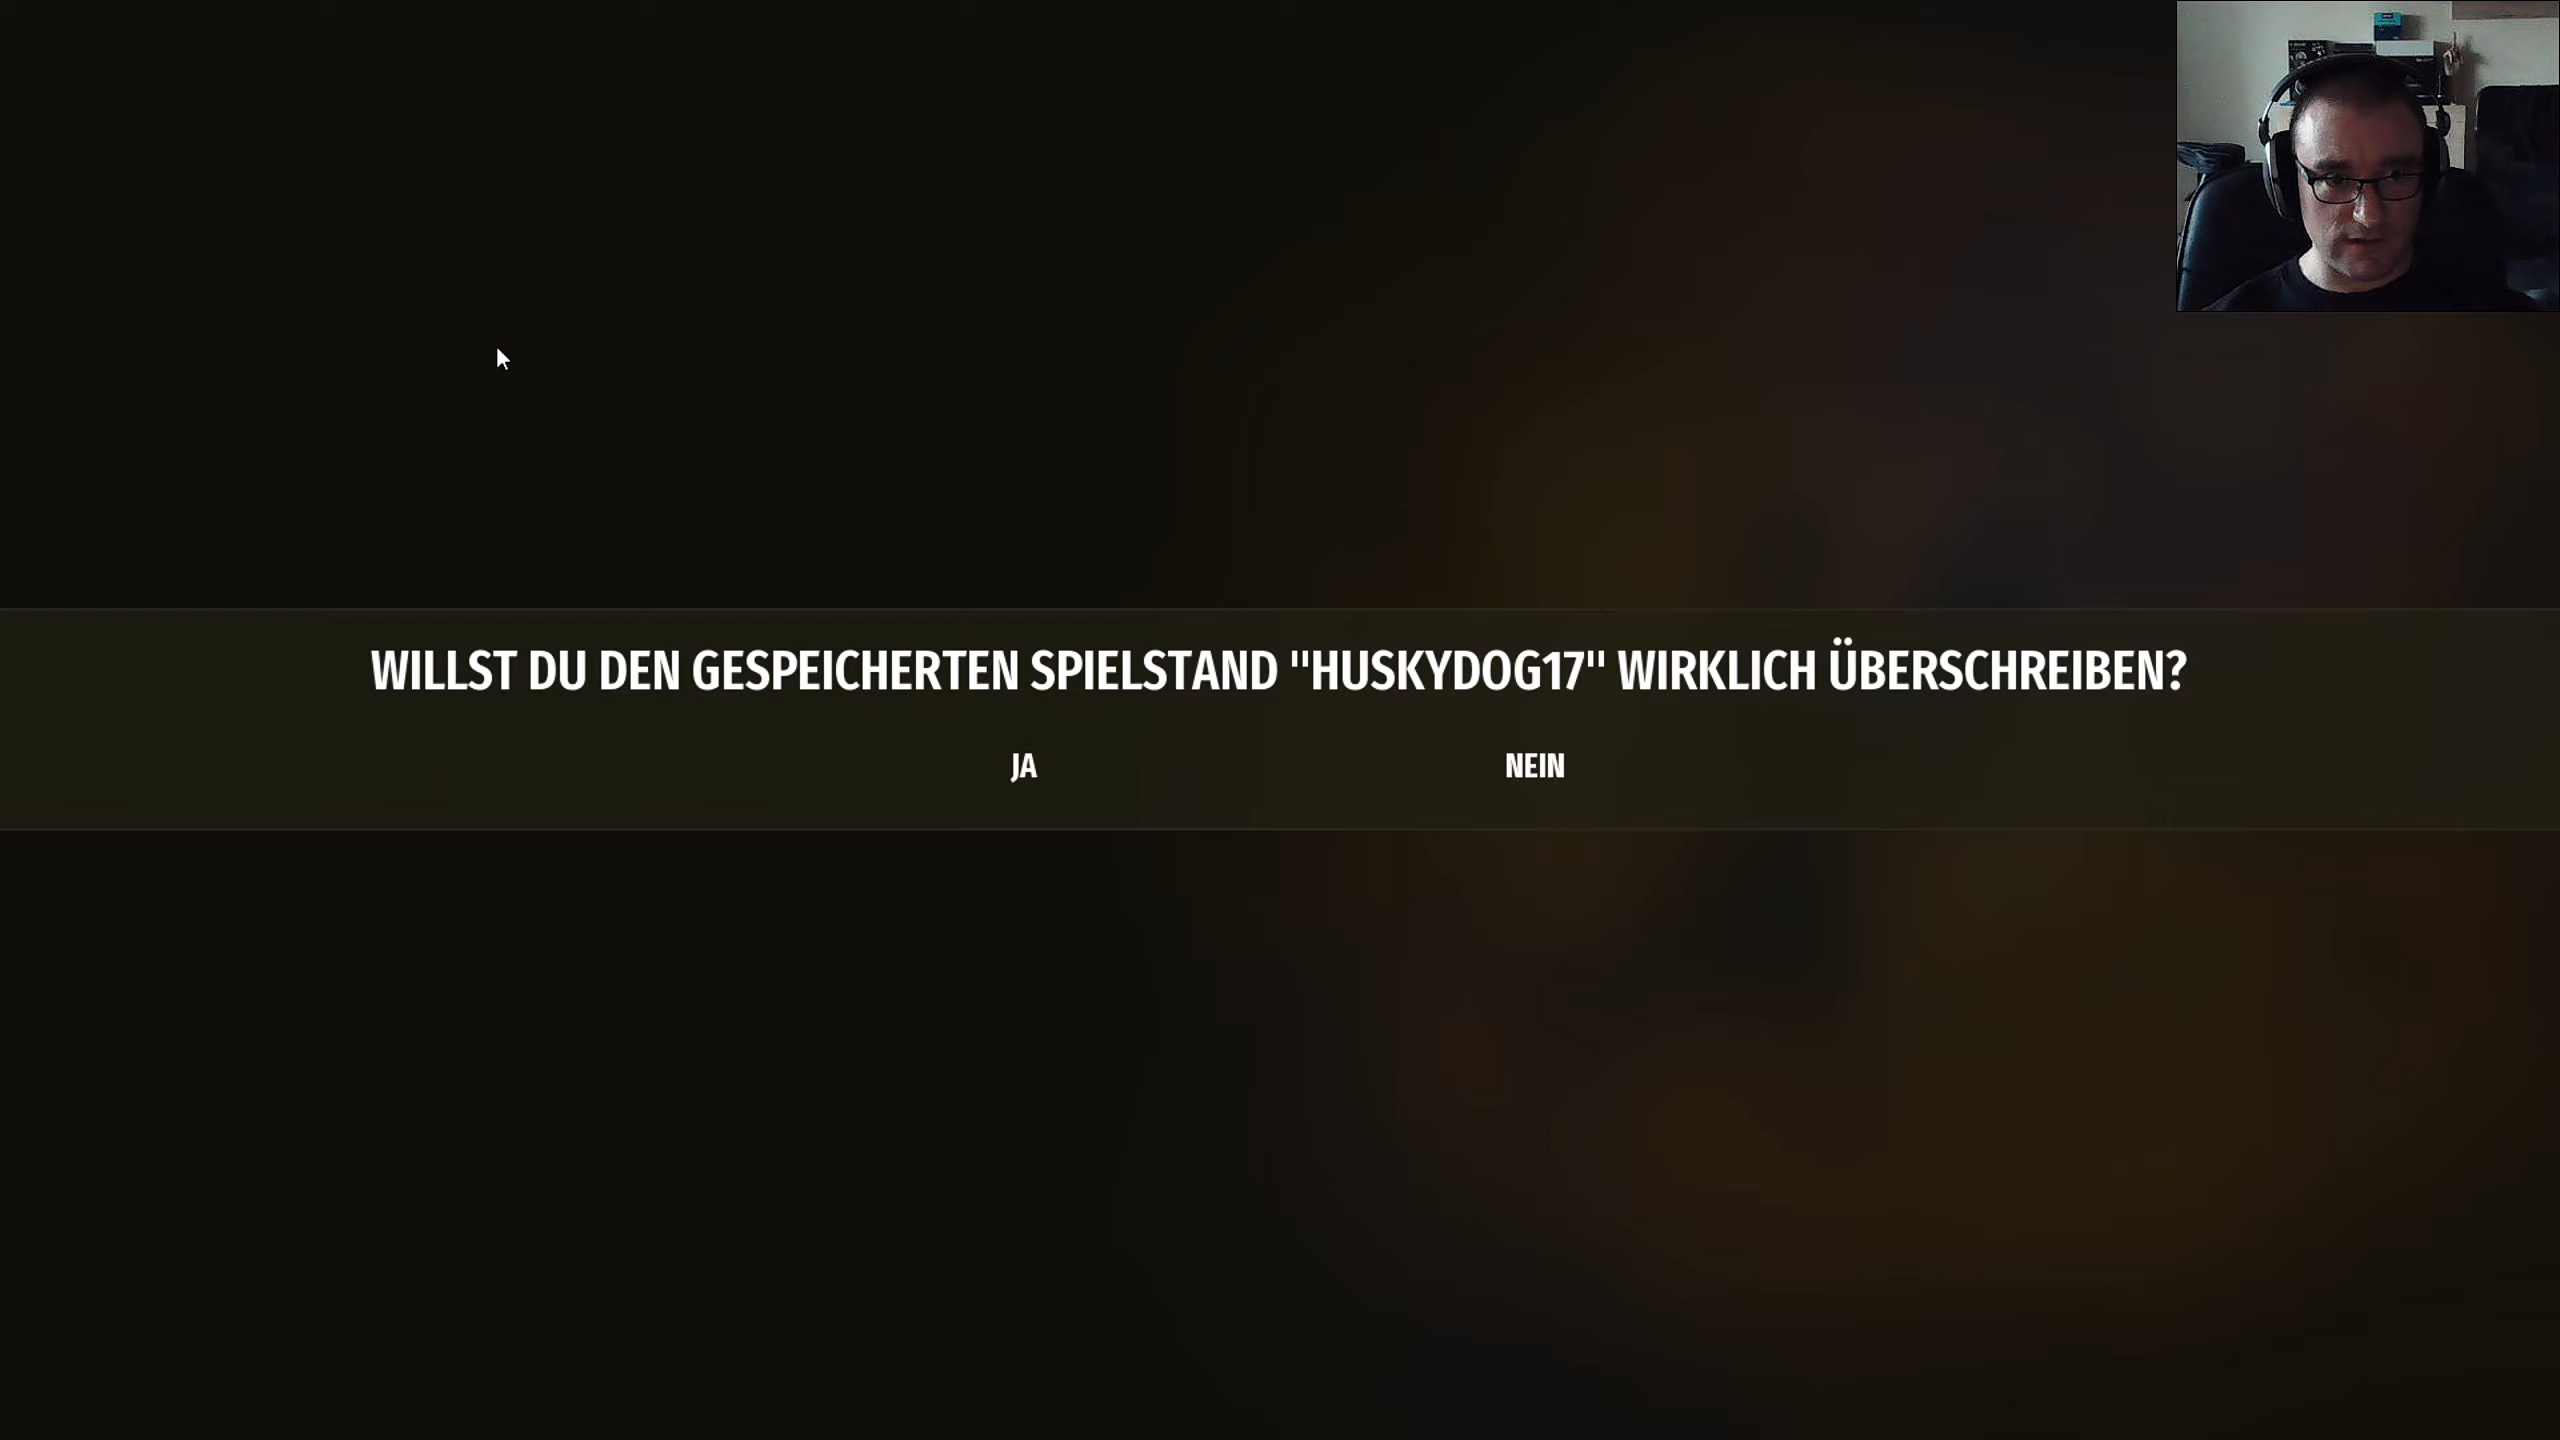 WILLST DU DEN GESPEICHERTEN SPIELSTAND "HUSKYDOG17" WIRKLICH ÜBERSCHREIBEN?
JA
NEIN